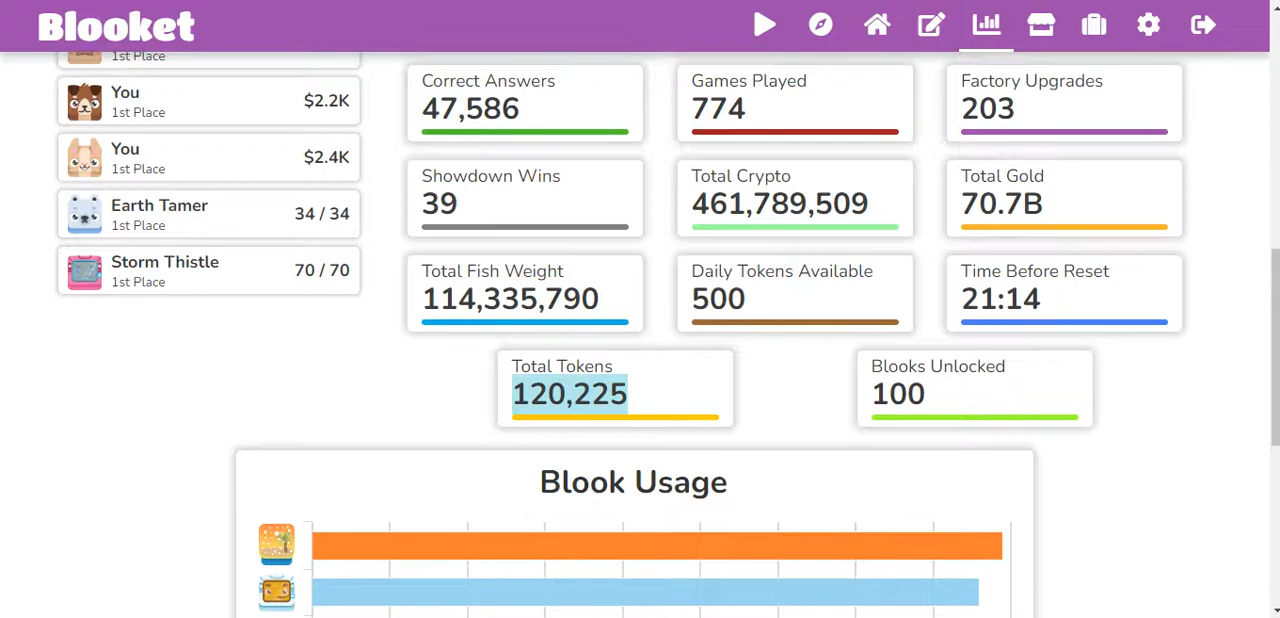 Blooket
1st Place
You
1st Place
$2.2K
You
1st Place
$2.4K
Earth Tamer
1st Place
34 / 34
Storm Thistle
1st Place
70 / 70
Correct Answers
47,586
Games Played
774
Factory Upgrades
203
Showdown Wins
39
Total Crypto
461,789,509
Total Gold
70.7B
Total Fish Weight
114,335,790
Daily Tokens Available
500
Time Before Reset
21:14
Total Tokens
120,225
Blooks Unlocked
100
Blook Usage